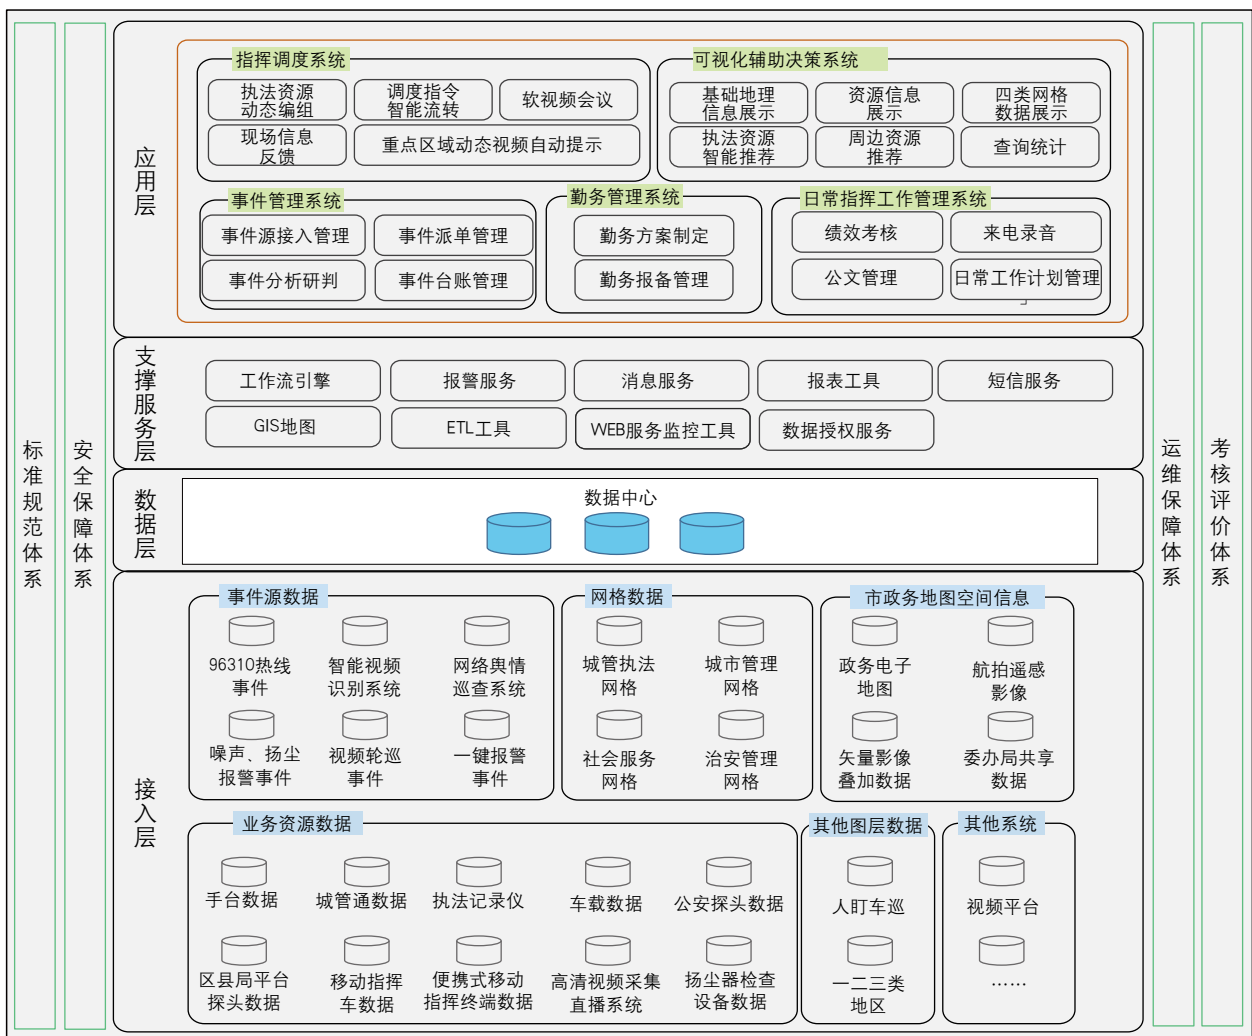 标准规范体系
安全保障体系
应用层
指挥调度系统
执法资源
动态编组
调度指令
智能流转
软视频会议
现场信息
反馈
重点区域动态视频自动提示
可视化辅助决策系统
基础地理
信息展示
资源信息
展示
四类网格
数据展示
执法资源
智能推荐
周边资源
推荐
查询统计
事件管理系统
事件源接入管理
事件派单管理
事件分析研判
事件台账管理
勤务管理系统
勤务方案制定
勤务报备管理
日常指挥工作管理系统
绩效考核
来电录音
公文管理
日常工作计划管理
支撑服务层
工作流引擎
报警服务
消息服务
报表工具
短信服务
GIS地图
ETL工具
WEB服务监控工具
数据授权服务
数据层
数据中心
接入层
事件源数据
96310热线
事件
智能视频
识别系统
网络舆情
巡查系统
噪声、扬尘
报警事件
视频轮巡
事件
一键报警
事件
网格数据
城管执法
网格
城市管理
网格
社会服务
网格
治安管理
网格
市政务地图空间信息
政务电子
地图
航拍遥感
影像
矢量影像
叠加数据
委办局共享
数据
业务资源数据
手台数据
城管通数据
执法记录仪
车载数据
公安探头数据
区县局平台
探头数据
移动指挥
车数据
便携式移动
指挥终端数据
高清视频采集
直播系统
扬尘器检查
设备数据
其他图层数据
人盯车巡
一二三类
地区
其他系统
视频平台
……
运维保障体系
考核评价体系